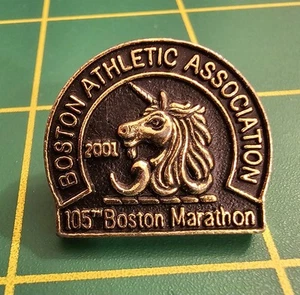 BOSTON ATHLETIC ASSOCIATION
2001
105TH Boston Marathon